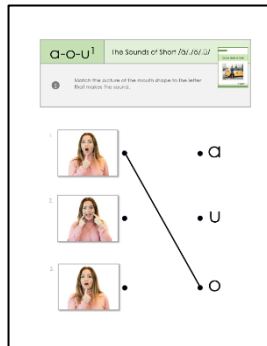 a-o-u¹
The Sounds of Short /ă/,/ŏ/,/ŭ/
Match the picture of the mouth shape to the letter
that makes the sound.
1.
a
2.
u
3.
o